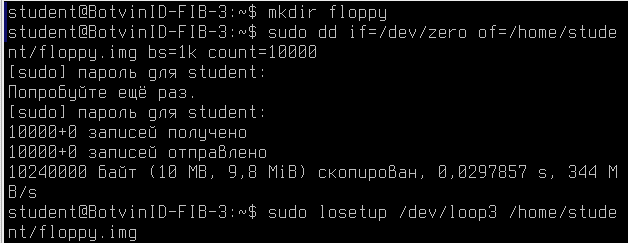 student@BotvinID-FIB-3:~$ mkdir floppy
student@BotvinID-FIB-3:~$ sudo dd if=/dev/zero of=/home/stude
nt/floppy.img bs=1k count=10000
[sudo] пароль для student:
Попробуйте ещё раз.
[sudo] пароль для student:
10000+0 записей получено
10000+0 записей отправлено
10240000 байт (10 MB, 9,8 MiB) скопирован, 0,0297857 s, 344 M
B/s
student@BotvinID-FIB-3:~$ sudo losetup /dev/loop3 /home/stude
nt/floppy.img